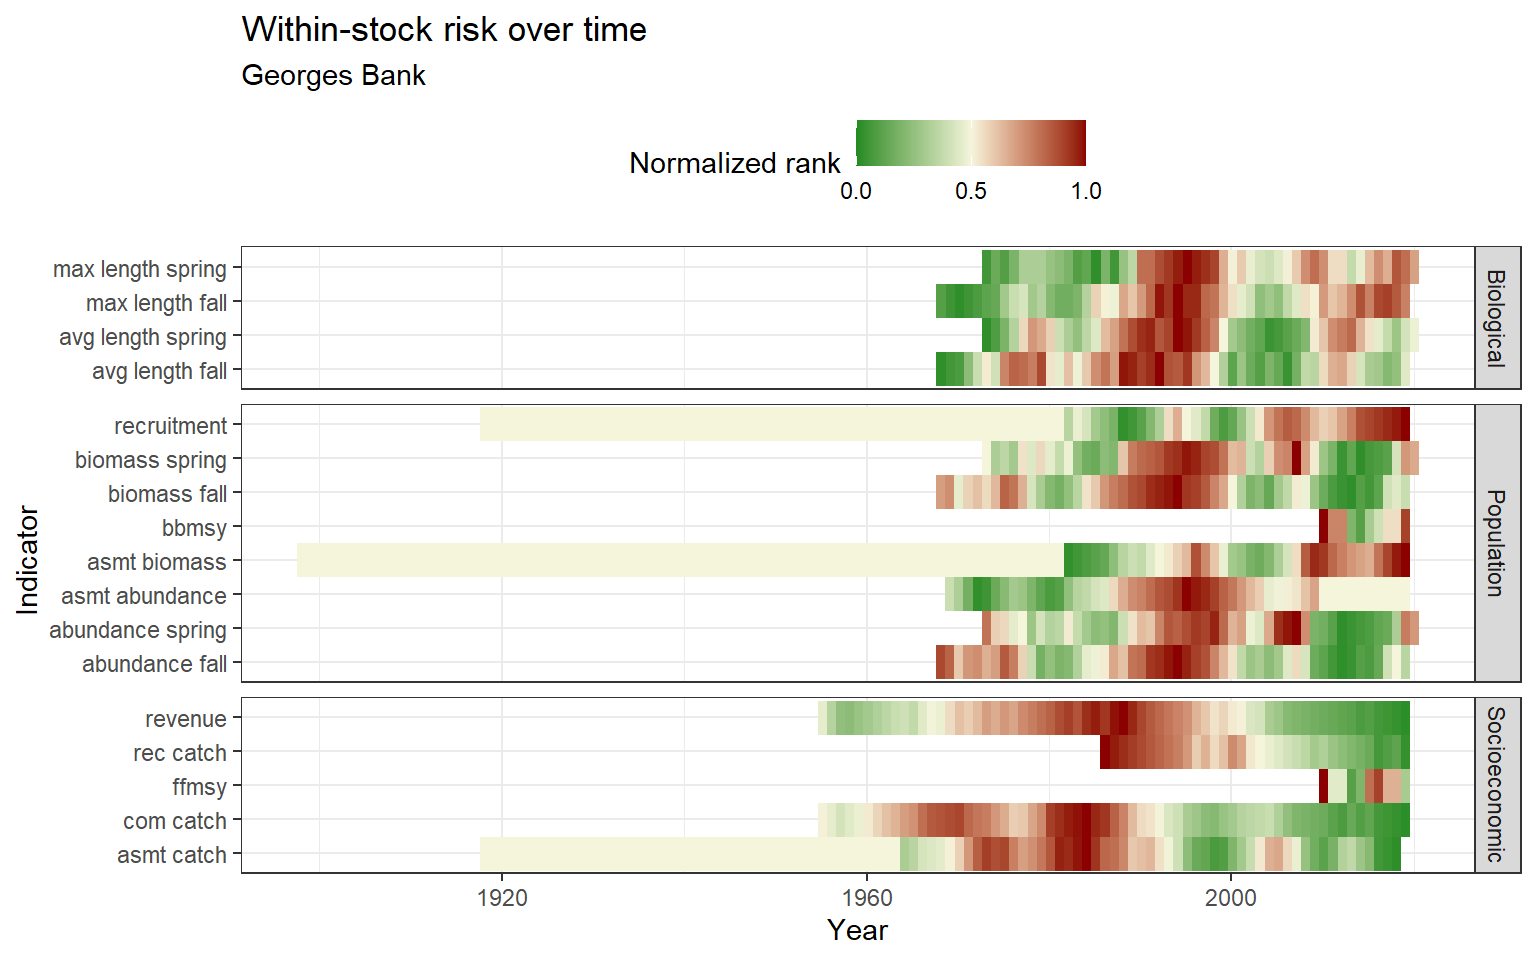 Within-stock risk over time
Georges Bank
Normalized rank
0.0 0.5 1.0
max length spring
max length fall
avg length spring
avg length fall
Biological
recruitment
biomass spring
biomass fall
bbmsy
asmt biomass
asmt abundance
abundance spring
abundance fall
Population
revenue
rec catch
ffmsy
com catch
asmt catch
Socioeconomic
Indicator
1920 1960 2000
Year